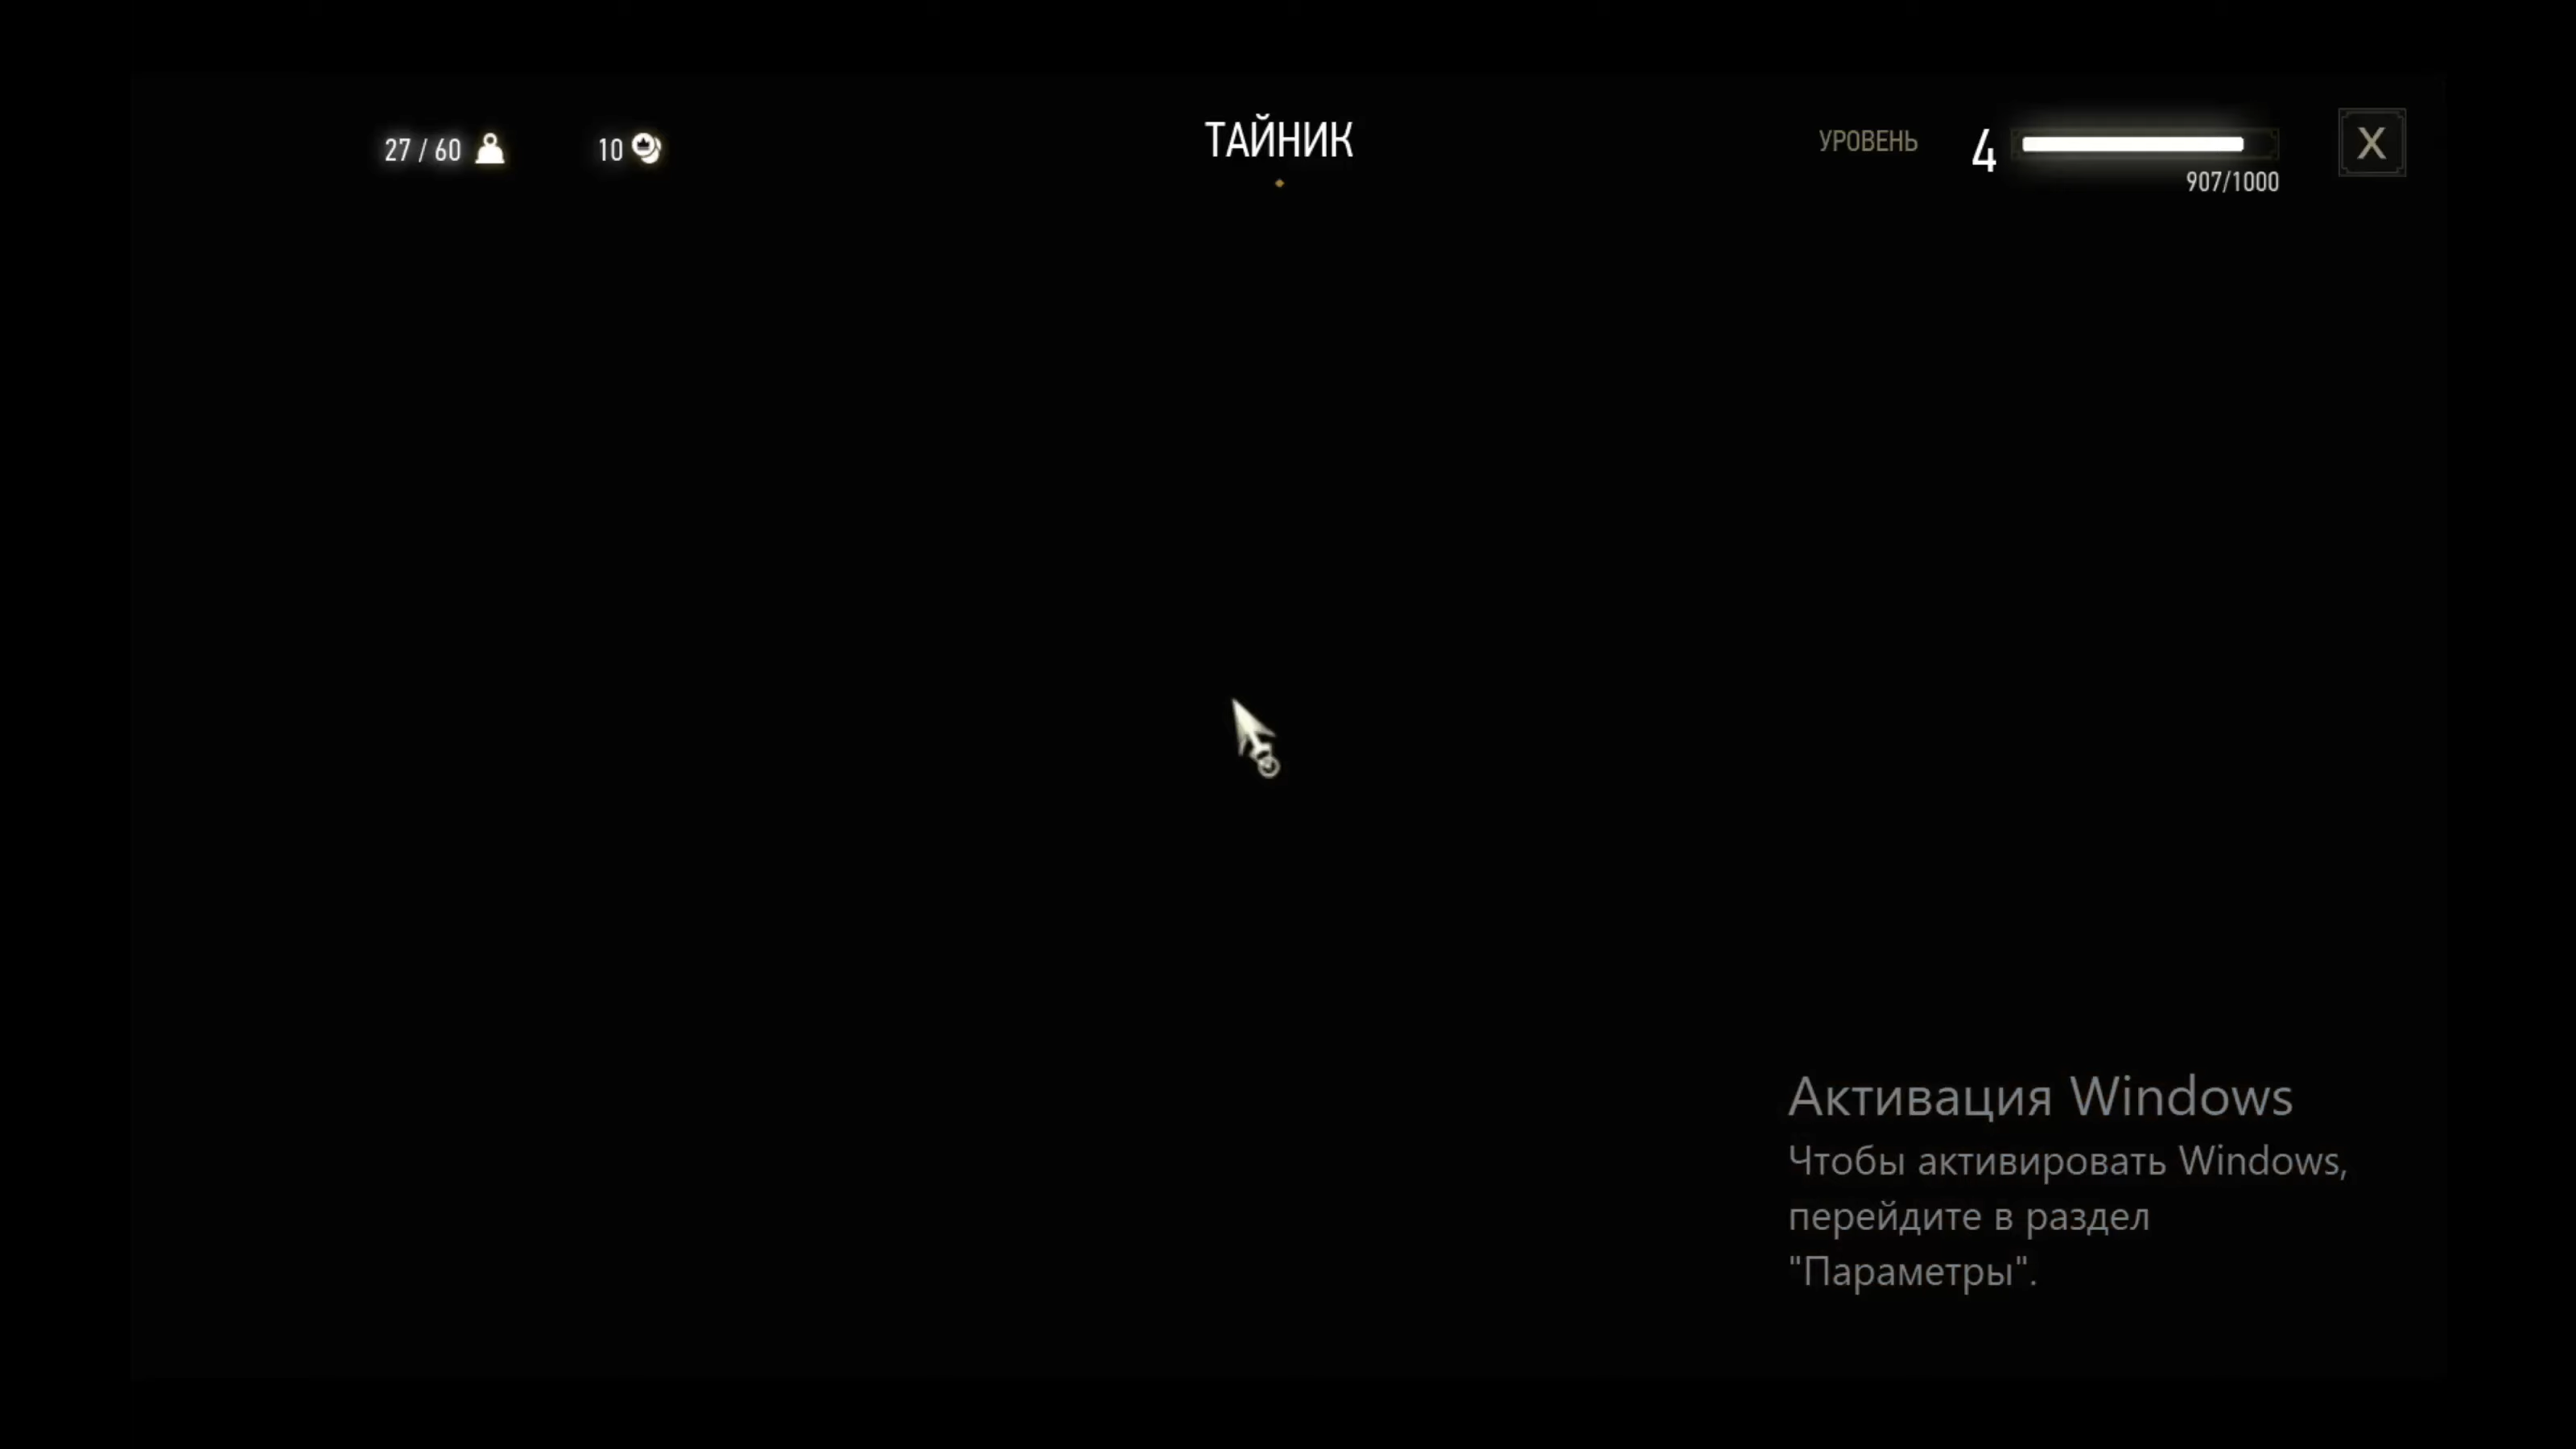 27 / 60
10
ТАЙНИК
УРОВЕНЬ
4
907/1000
X
Активация Windows
Чтобы активировать Windows,
перейдите в раздел
"Параметры".